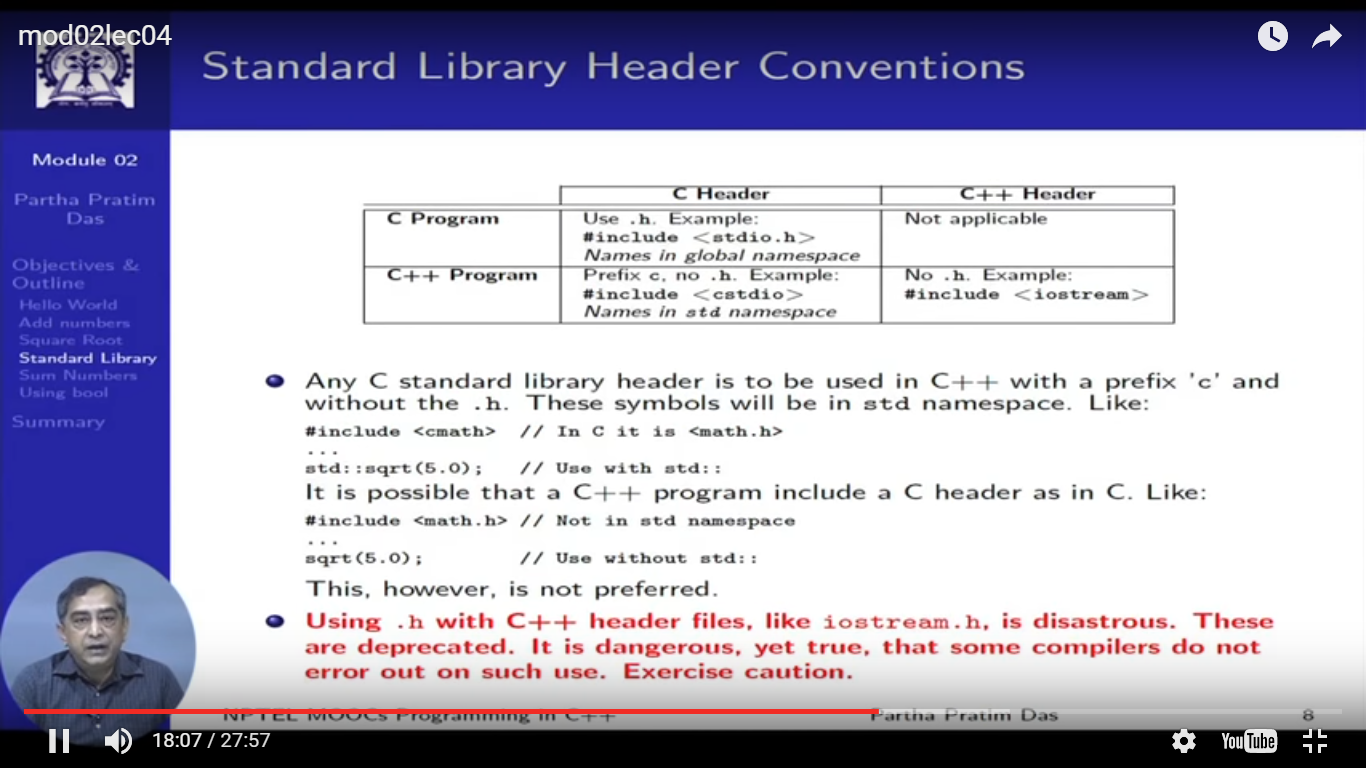 mod02lec04
Standard Library Header Conventions
Module 02
Partha Pratim
Das
Objectives &
Outline
Hello World
Add numbers
Square Root
Standard Library
Sum Numbers
Using bool
Summary
C Header C++ Header
C Program Use .h. Example: Not applicable
#include <stdio.h>
Names in global namespace
C++ Program Prefix c, no .h. Example: No .h. Example:
#include <cstdio> #include <iostream>
Names in std namespace
Any C standard library header is to be used in C++ with a prefix 'c' and
without the .h. These symbols will be in std namespace. Like:
#include <cmath> // In C it is <math.h>
...
std::sqrt(5.0); // Use with std::
It is possible that a C++ program include a C header as in C. Like:
#include <math.h> // Not in std namespace
...
sqrt(5.0); // Use without std::
This, however, is not preferred.
Using .h with C++ header files, like iostream.h, is disastrous. These
are deprecated. It is dangerous, yet true, that some compilers do not
error out on such use. Exercise caution.
NPTEL MOOCs Programming in C++ Partha Pratim Das 8
18:07 / 27:57 YouTube